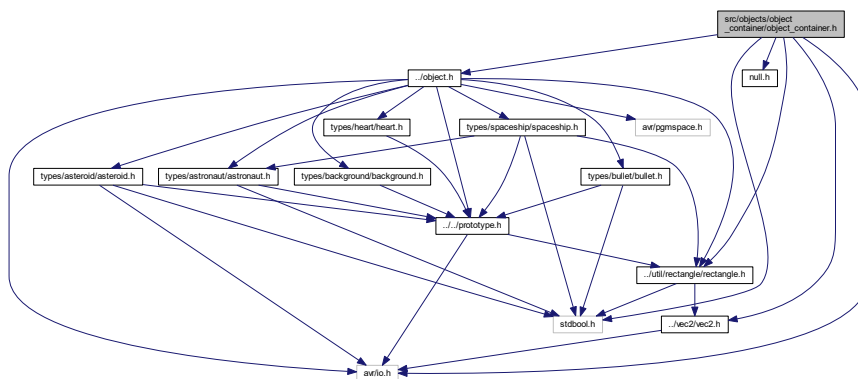 src/objects/object
_container/object_container.h
../object.h
null.h
types/heart/heart.h
types/spaceship/spaceship.h
avr/pgmspace.h
types/asteroid/asteroid.h
types/astronaut/astronaut.h
types/background/background.h
types/bullet/bullet.h
../../prototype.h
../util/rectangle/rectangle.h
stdbool.h
../vec2/vec2.h
avr/io.h